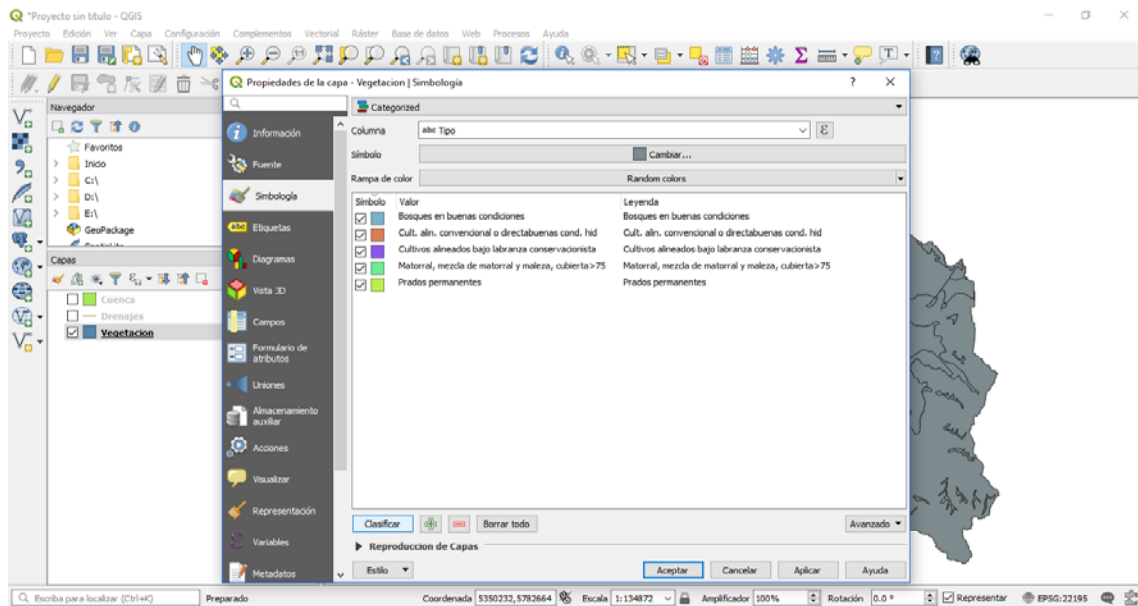 *Proyecto sin título - QGIS
Proyecto Edición Ver Capa Configuración Complementos Vectorial Ráster Base de datos Web Procesos Ayuda
Navegador
Favoritos
Inicio
C:\
D:\
E:\
GeoPackage
SpatiaLite
Capas
Cuenca
Drenajes
Vegetacion
Propiedades de la capa - Vegetacion | Simbología
Información
Fuente
Simbología
abc Etiquetas
Diagramas
Vista 3D
Campos
Formulario de
atributos
Uniones
Almacenamiento
auxiliar
Acciones
Visualizar
Representación
Variables
Metadatos
Categorized
Columna abc Tipo
Símbolo Cambiar...
Rampa de color Random colors
Símbolo Valor Leyenda
Bosques en buenas condiciones Bosques en buenas condiciones
Cult. alin. convencional o directabuenas cond. hid Cult. alin. convencional o directabuenas cond. hid
Cultivos alineados bajo labranza conservacionista Cultivos alineados bajo labranza conservacionista
Matorral, mezcla de matorral y maleza, cubierta>75 Matorral, mezcla de matorral y maleza, cubierta>75
Prados permanentes Prados permanentes
Clasificar Borrar todo Avanzado
Reproduccion de Capas
Estilo Aceptar Cancelar Aplicar Ayuda
Escriba para localizar (Ctrl+K) Preparado Coordenada 5350232,5782664 Escala 1:134872 Amplificador 100% Rotación 0.0 ° Representar EPSG:22195